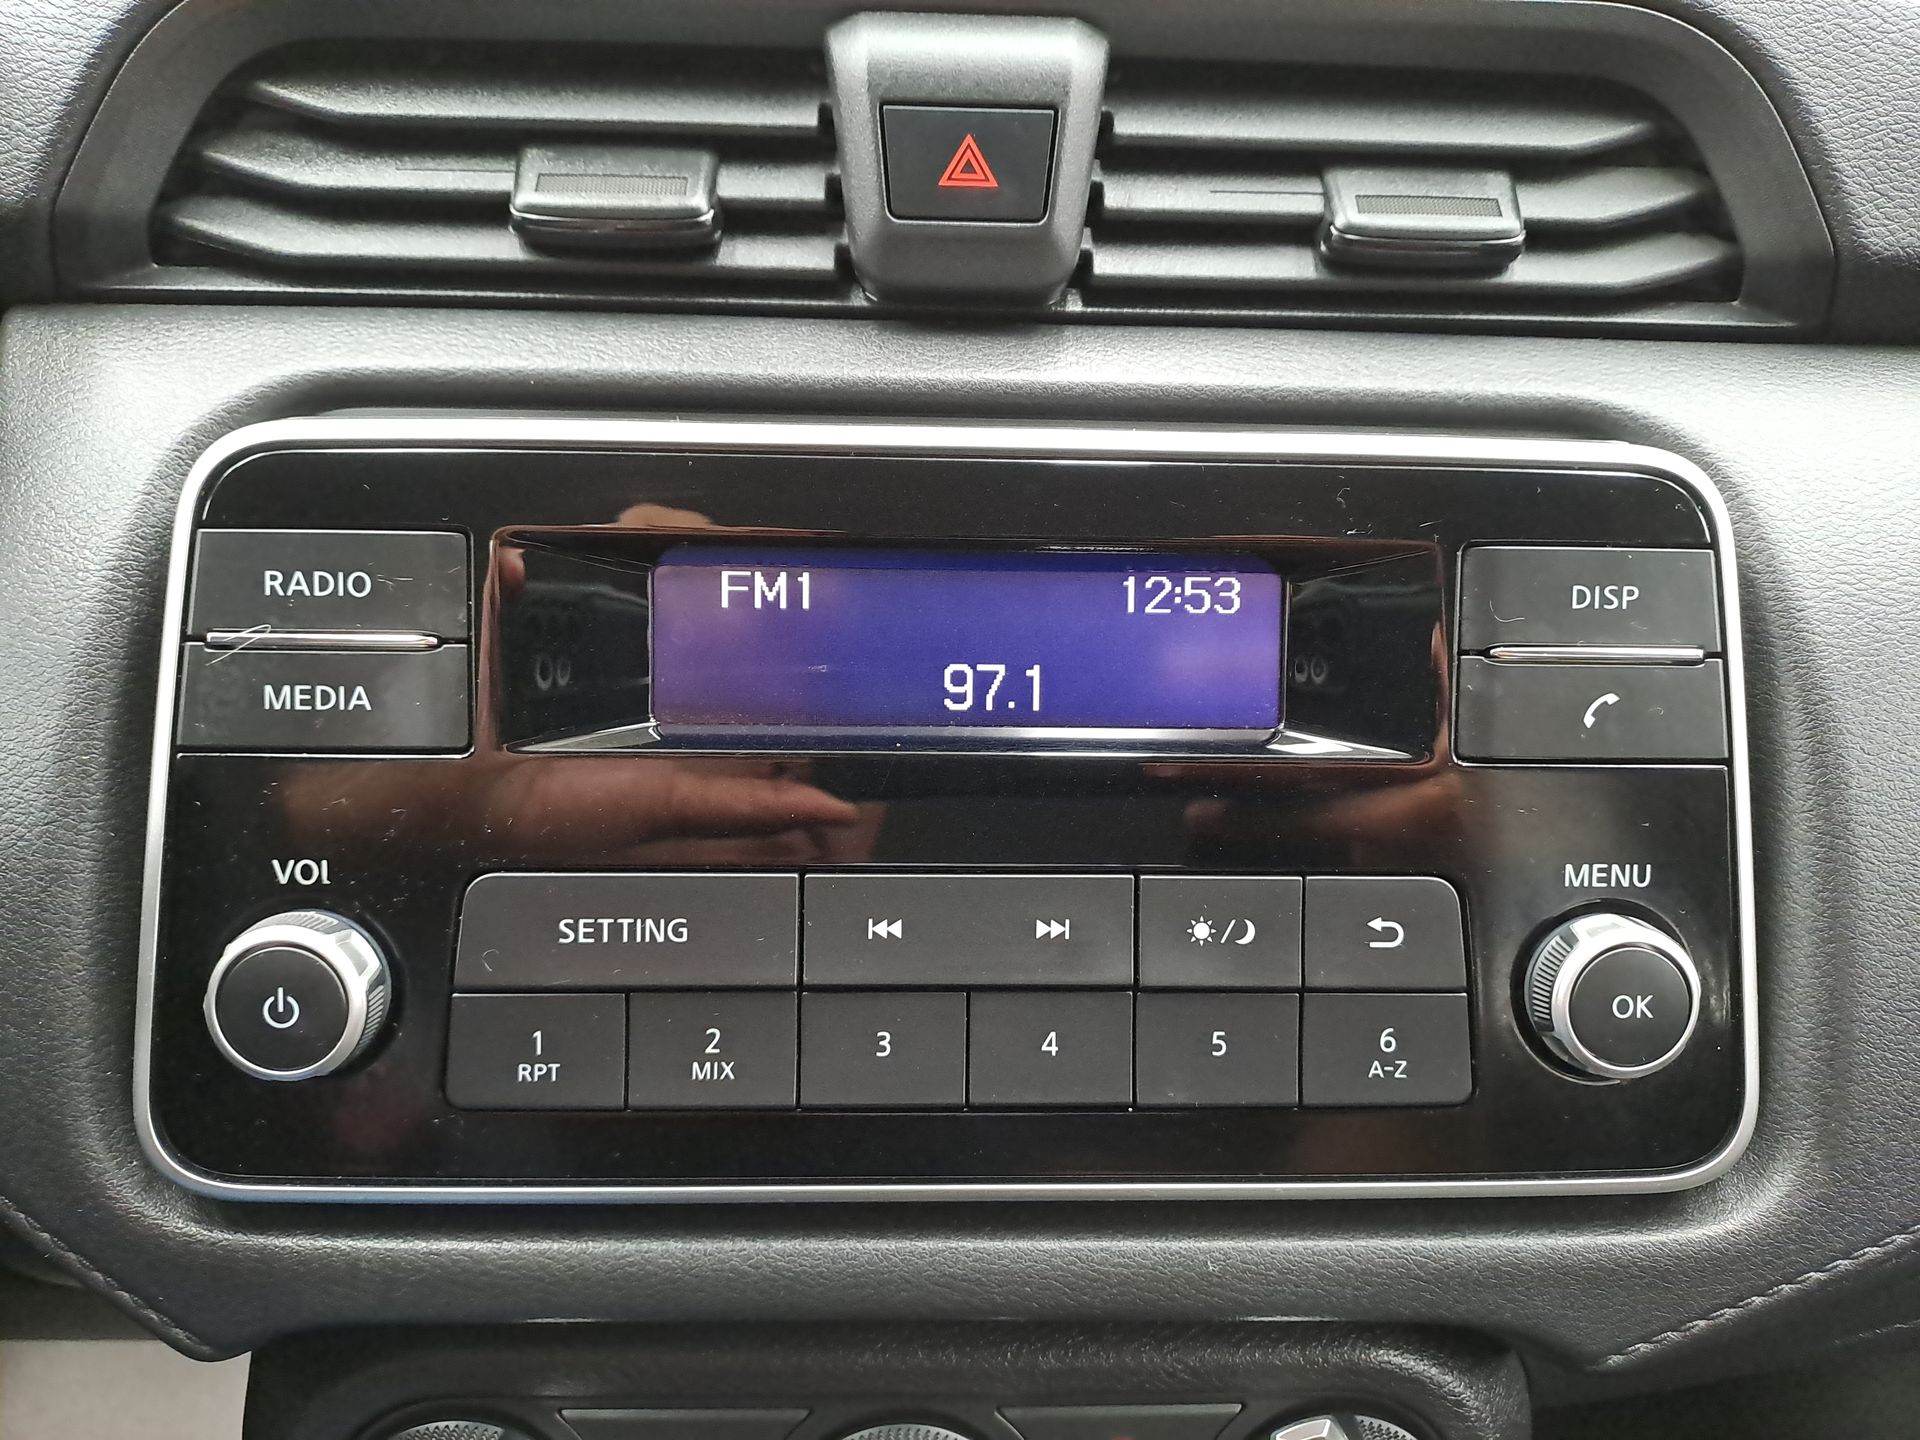 RADIO
MEDIA
FM1 12:53
97.1
DISP
VOL
MENU
SETTING
1 2 3 4 5 6
RPT MIX A-Z
OK